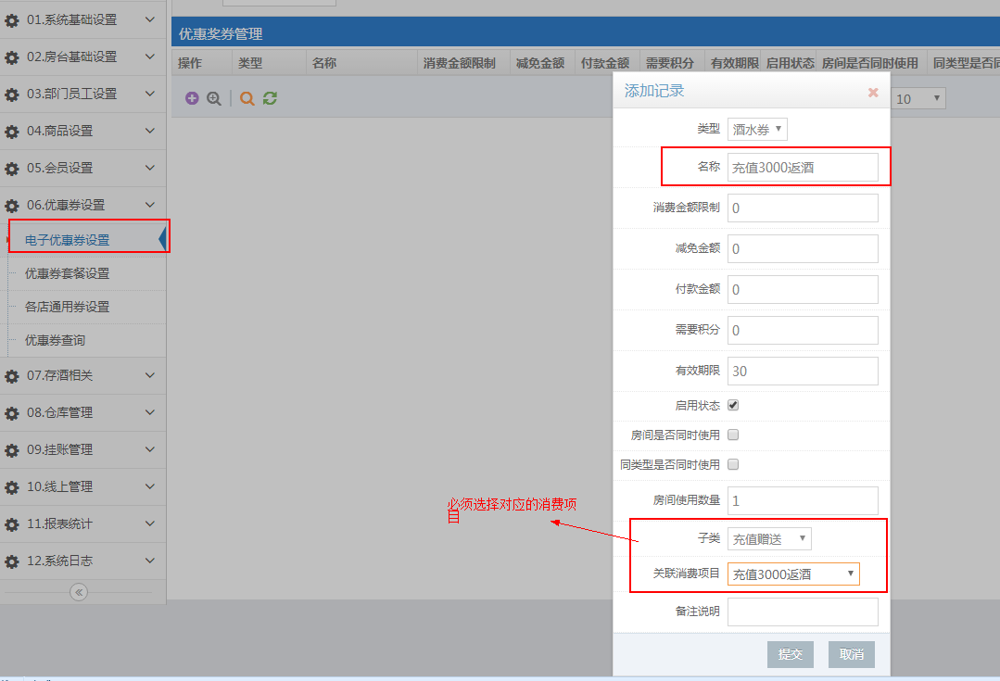 01.系统基础设置
02.房台基础设置
03.部门员工设置
04.商品设置
05.会员设置
06.优惠券设置
电子优惠券设置
优惠券套餐设置
各店通用券设置
优惠券查询
07.存酒相关
08.仓库管理
09.挂账管理
10.线上管理
11.报表统计
12.系统日志
优惠奖券管理
操作 类型 名称 消费金额限制 减免金额 付款金额 需要积分 有效期限 启用状态 房间是否同时使用 同类型是否同
10
添加记录
类型 酒水券
名称 充值3000返酒
消费金额限制 0
减免金额 0
付款金额 0
需要积分 0
有效期限 30
启用状态
房间是否同时使用
同类型是否同时使用
房间使用数量 1
必须选择对应的消费项
目
子类 充值赠送
关联消费项目 充值3000返酒
备注说明
提交 取消